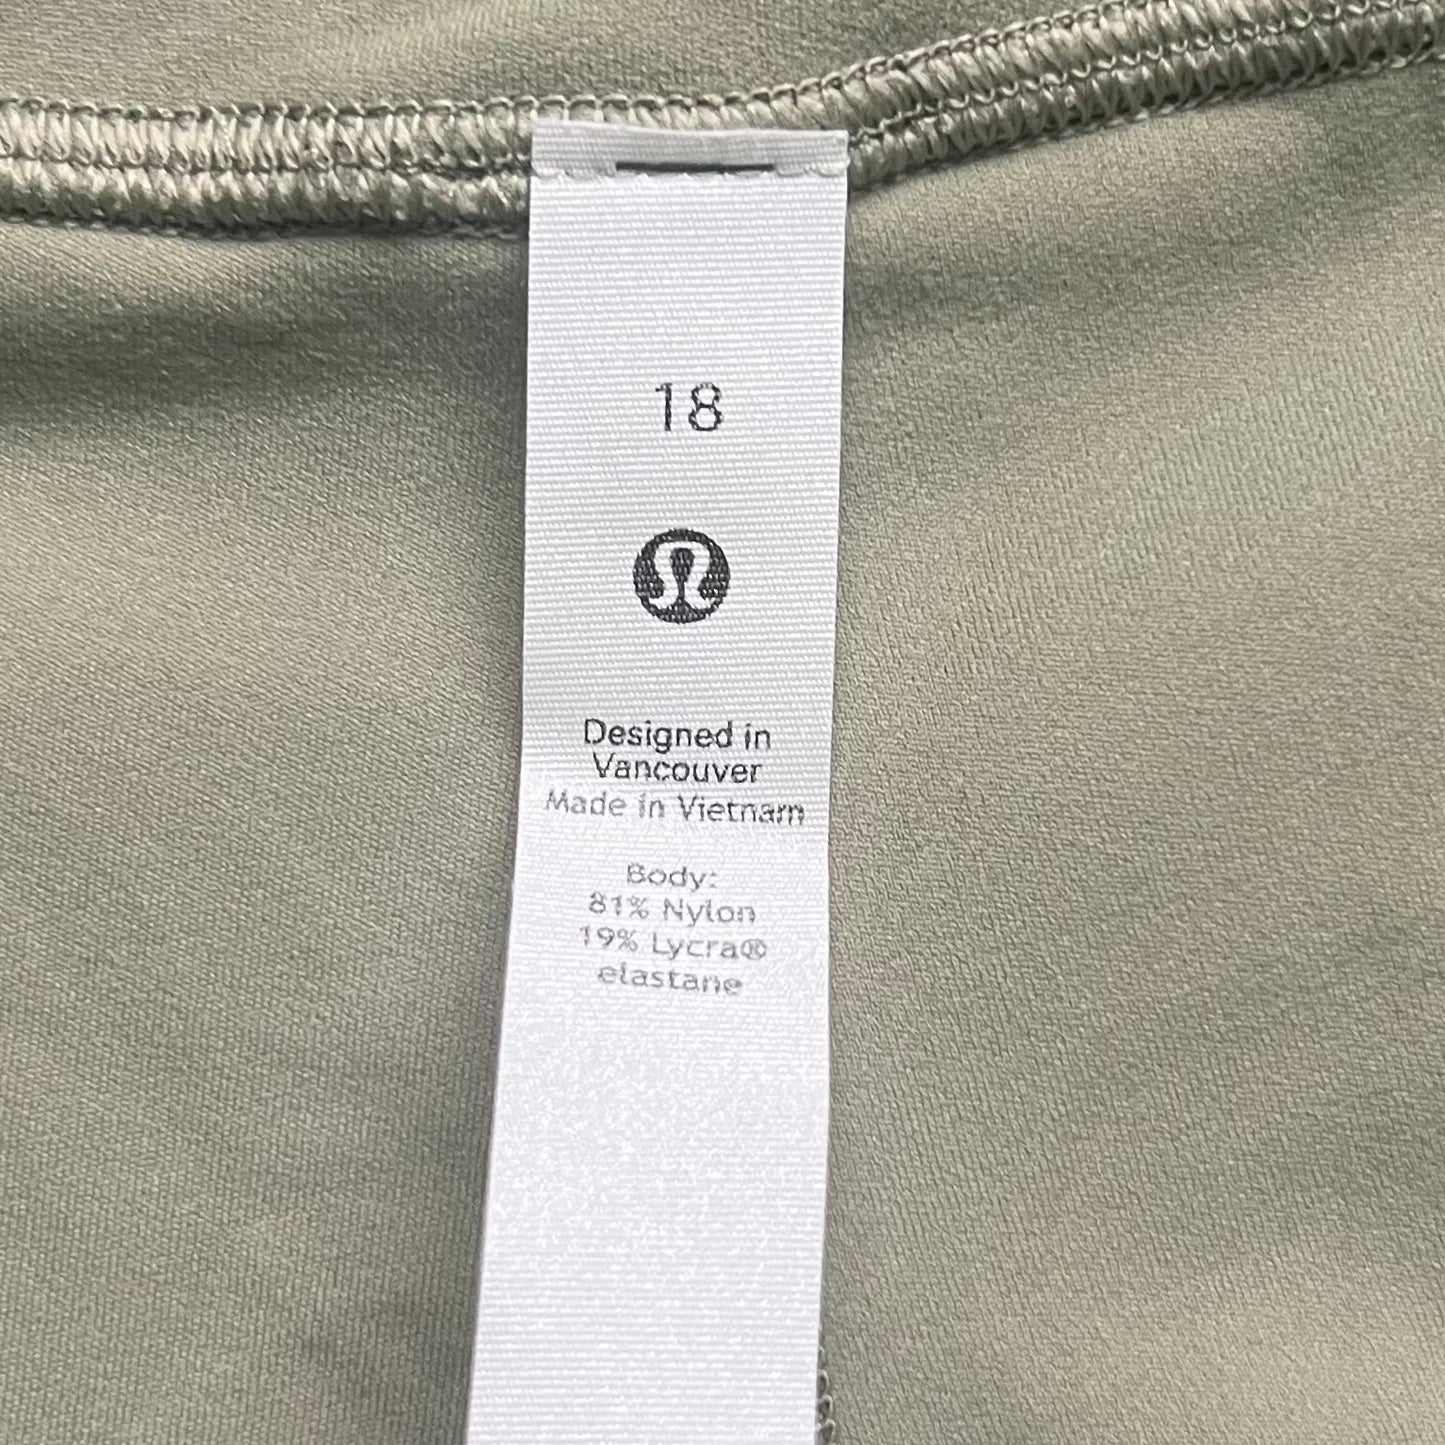 18
Designed in
Vancouver
Made in Vietnam
Body:
81% Nylon
19% Lycra®
elastane